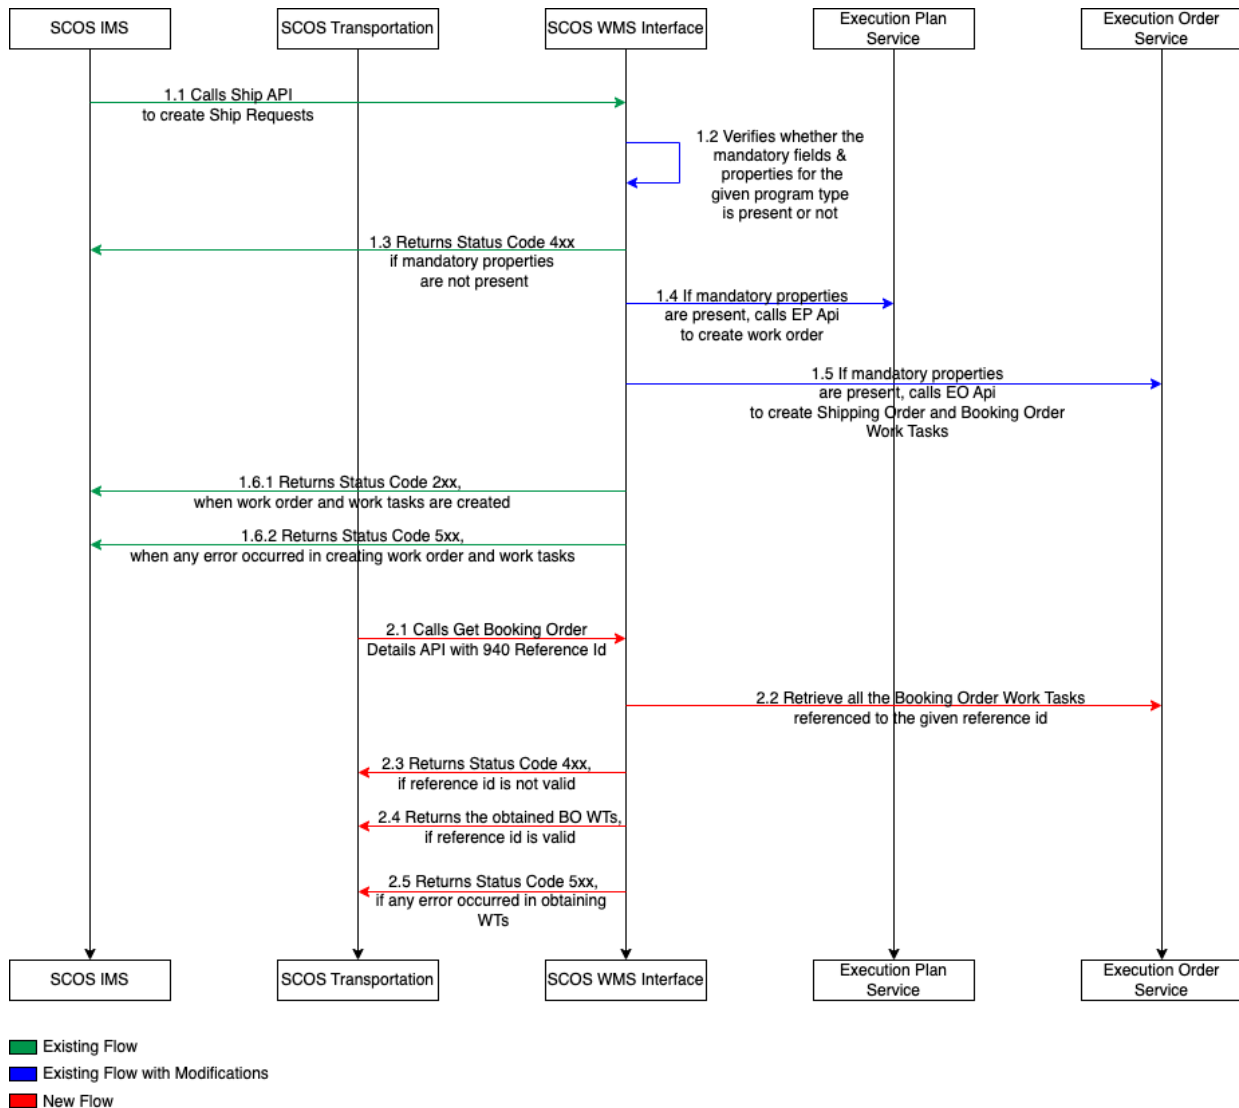 SCOS IMS
SCOS Transportation
SCOS WMS Interface
Execution Plan
Service
Execution Order
Service
1.1 Calls Ship API
to create Ship Requests
1.2 Verifies whether the
mandatory fields &
properties for the
given program type
is present or not
1.3 Returns Status Code 4xx
if mandatory properties
are not present
1.4 If mandatory properties
are present, calls EP Api
to create work order
1.5 If mandatory properties
are present, calls EO Api
to create Shipping Order and Booking Order
Work Tasks
1.6.1 Returns Status Code 2xx,
when work order and work tasks are created
1.6.2 Returns Status Code 5xx,
when any error occurred in creating work order and work tasks
2.1 Calls Get Booking Order
Details API with 940 Reference Id
2.2 Retrieve all the Booking Order Work Tasks
referenced to the given reference id
2.3 Returns Status Code 4xx,
if reference id is not valid
2.4 Returns the obtained BO WTs,
if reference id is valid
2.5 Returns Status Code 5xx,
if any error occurred in obtaining
WTs
SCOS IMS
SCOS Transportation
SCOS WMS Interface
Execution Plan
Service
Execution Order
Service
Existing Flow
Existing Flow with Modifications
New Flow